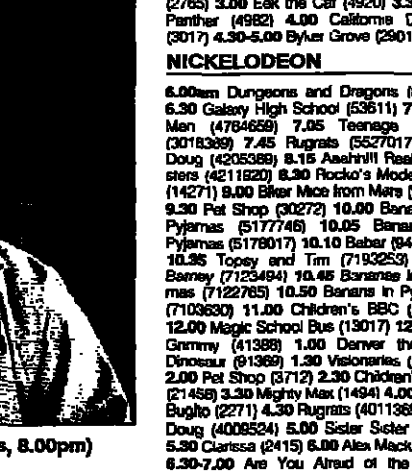 (2765) 3.00 Eek the Cat (4920) 3.3
Panther (4982) 4.00 California D
(3017) 4.30-5.00 Byker Grove (2901
NICKELODEON
6.00am Dungeons and Dragons (
6.30 Galaxy High School (53611) 7
Men (4764659) 7.05 Teenage
(3018389) 7.45 Rugrats (5527017
Doug (4205389) 8.15 Aaahh!!! Real
sters (4211920) 8.30 Rocko's Mode
(14271) 9.00 Biker Mice from Mars (
9.30 Pet Shop (30272) 10.00 Bana
Pyjamas (5177746) 10.05 Banar
Pyjamas (5178017) 10.10 Babar (94
10.35 Topsy and Tim (7193253)
Barney (7123494) 10.45 Bananas in
mas (7122765) 10.50 Banans in P
(7103630) 11.00 Children's BBC (
12.00 Magic School Bus (13017) 12
Grimmy (41388) 1.00 Denver the
Dinosaur (91369) 1.30 Visionaries (
2.00 Pet Shop (3712) 2.30 Children
(21458) 3.30 Mighty Max (1494) 4.00
Bugho (2271) 4.30 Rugrats (4011365
Doug (4009524) 5.00 Sister Sister
5.30 Clarissa (2415) 6.00 Alex Mack
6.30-7.00 Are You Afraid of the
s, 8.00pm)